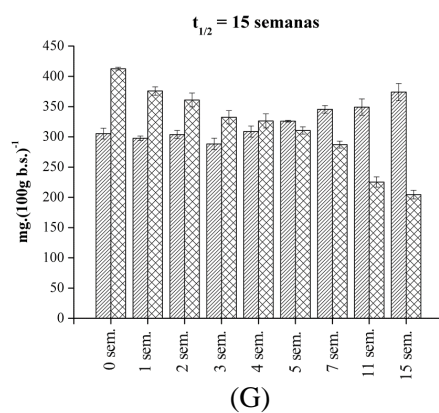 t1/2 = 15 semanas
mg.(100g b.s.)-1
450
400
350
300
250
200
150
100
50
0
0 sem.
1 sem.
2 sem.
3 sem.
4 sem.
5 sem.
7 sem.
11 sem.
15 sem.
(G)